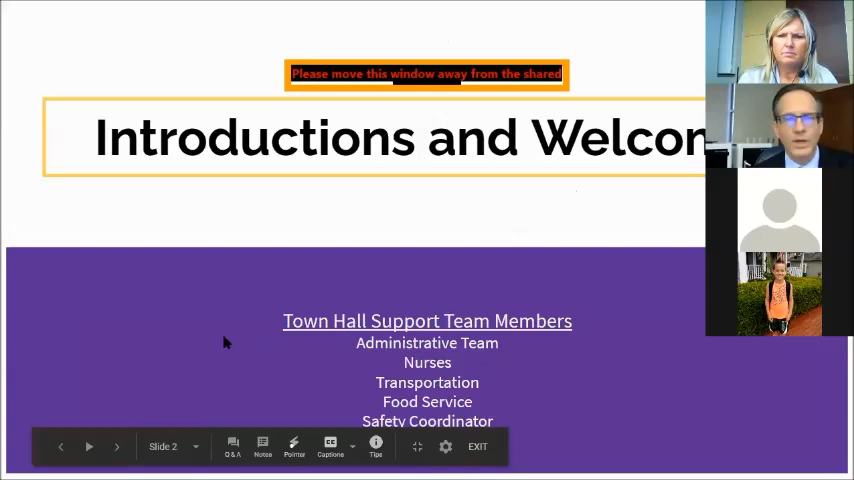 Please move this window away from the shared
Introductions and Welcom
Town Hall Support Team Members
Administrative Team
Nurses
Transportation
Food Service
Safety Coordinator
Slide 2
Q & A
Notes
Pointer
CC
Captions
Tips
EXIT